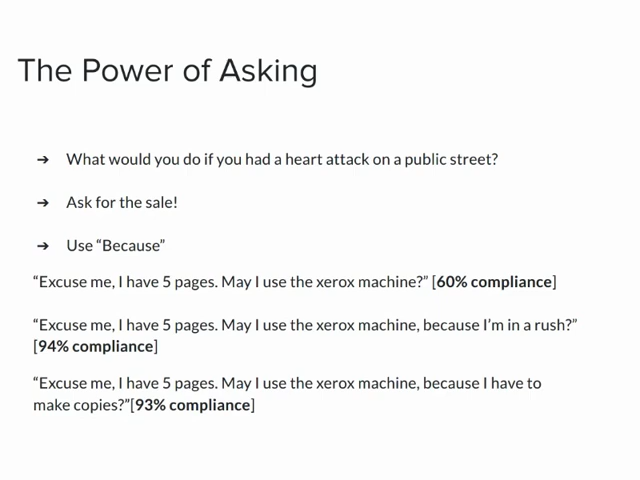 The Power of Asking
➔ What would you do if you had a heart attack on a public street?
➔ Ask for the sale!
➔ Use “Because”
“Excuse me, I have 5 pages. May I use the xerox machine?” [60% compliance]
“Excuse me, I have 5 pages. May I use the xerox machine, because I’m in a rush?”
[94% compliance]
“Excuse me, I have 5 pages. May I use the xerox machine, because I have to
make copies?”[93% compliance]